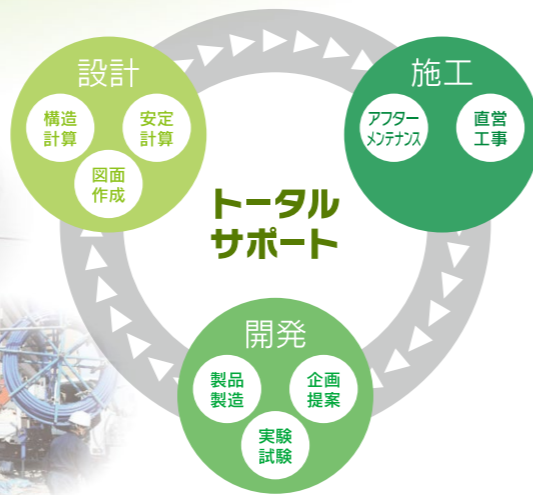 設計
構造
計算
安定
計算
図面
作成
施工
アフター
メンテナンス
直営
工事
トータル
サポート
開発
製品
製造
企画
提案
実験
試験